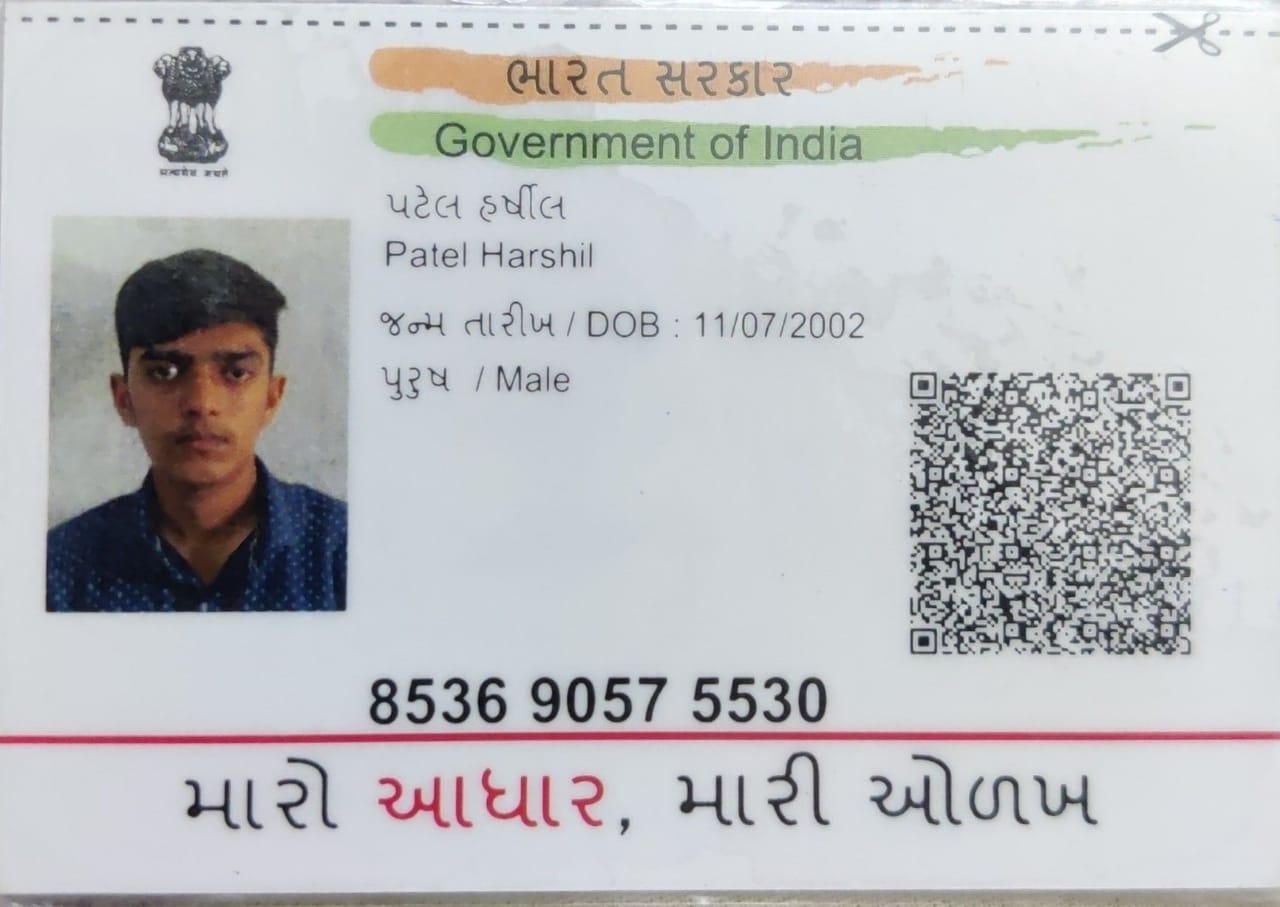 ભારત સરકાર
Government of India
सत्यमेव जयते
પટેલ હર્ષીલ
Patel Harshil
જન્મ તારીખ / DOB : 11/07/2002
પુરુષ / Male
8536 9057 5530
મારો આધાર, મારી ઓળખ